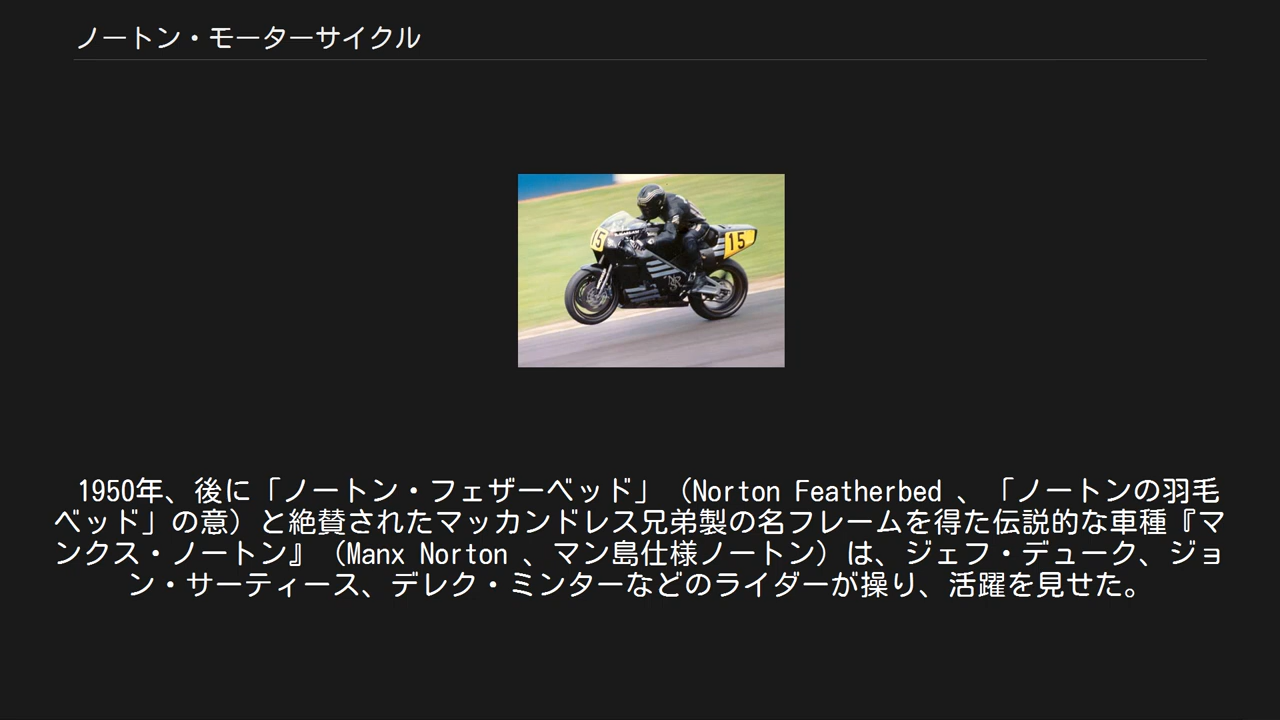 ノートン・モーターサイクル
15
15
1950年、後に「ノートン・フェザーベッド」（Norton Featherbed 、「ノートンの羽毛
ベッド」の意）と絶賛されたマッカンドレス兄弟製の名フレームを得た伝説的な車種『マ
ンクス・ノートン』（Manx Norton 、マン島仕様ノートン）は、ジェフ・デューク、ジョ
ン・サーティース、デレク・ミンターなどのライダーが操り、活躍を見せた。